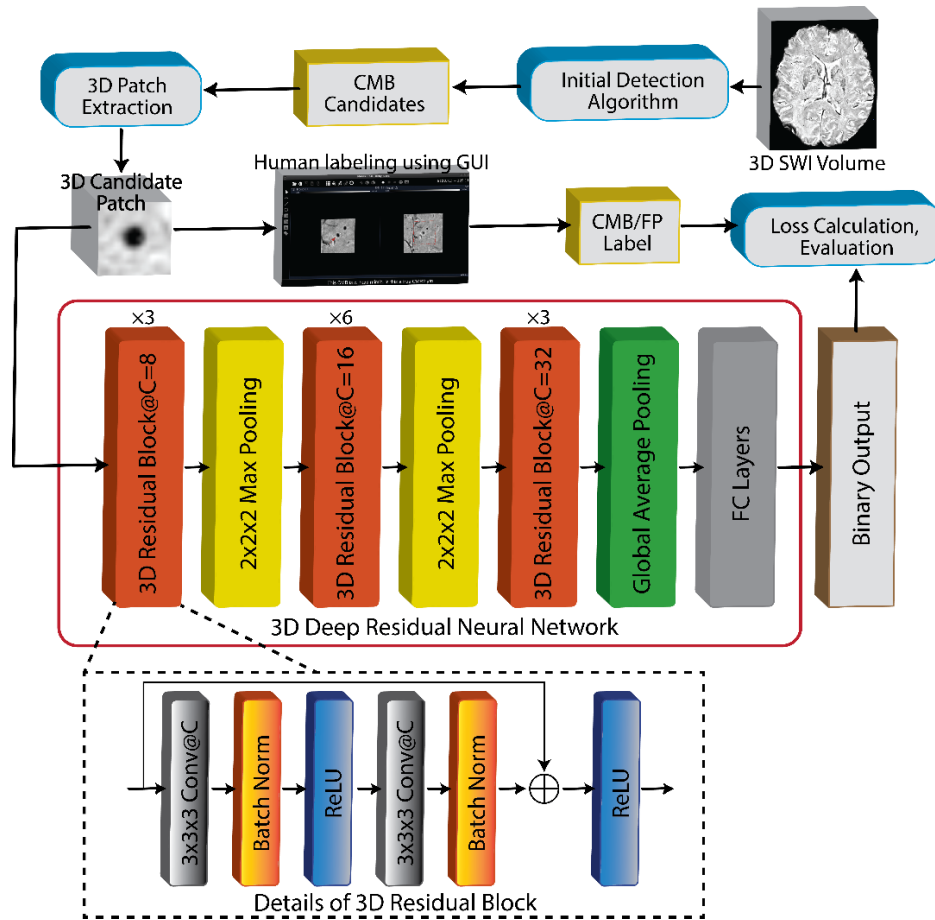 3D Patch
Extraction
CMB
Candidates
Initial Detection
Algorithm
3D SWI Volume
3D Candidate
Patch
Human labeling using GUI
CMB/FP
Label
Loss Calculation,
Evaluation
×3
×6
×3
3D Residual Block@C=8
2x2x2 Max Pooling
3D Residual Block@C=16
2x2x2 Max Pooling
3D Residual Block@C=32
Global Average Pooling
FC Layers
Binary Output
3D Deep Residual Neural Network
3x3x3 Conv@C
Batch Norm
ReLU
3x3x3 Conv@C
Batch Norm
ReLU
Details of 3D Residual Block